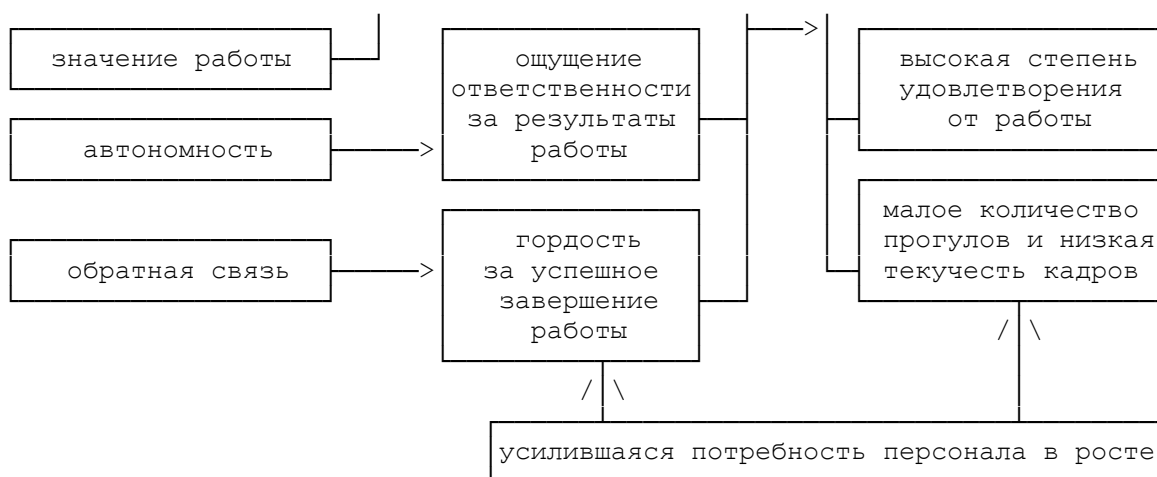 значение работы
ощущение
ответственности
за результаты
работы
высокая степень
удовлетворения
от работы
автономность
малое количество
прогулов и низкая
текучесть кадров
обратная связь
гордость
за успешное
завершение
работы
усилившаяся потребность персонала в росте